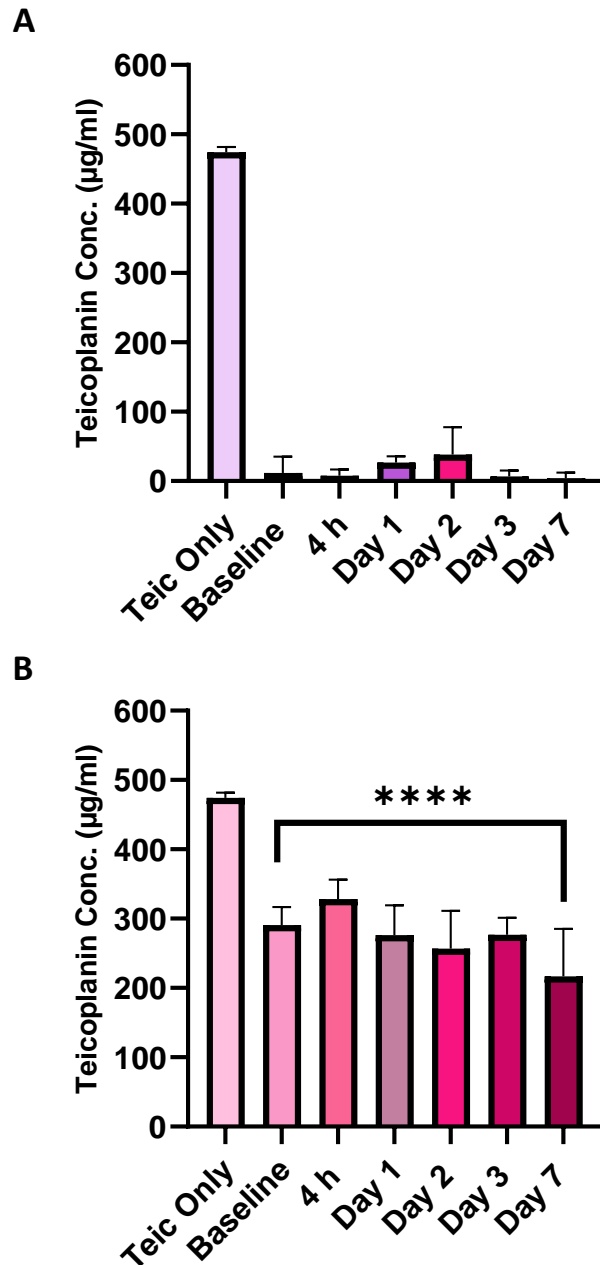 A
Teicoplanin Conc. (µg/ml)
600
500
400
300
200
100
0
Teic Only
Baseline
4 h
Day 1
Day 2
Day 3
Day 7
B
Teicoplanin Conc. (µg/ml)
600
500
400
300
200
100
0
****
Teic Only
Baseline
4 h
Day 1
Day 2
Day 3
Day 7